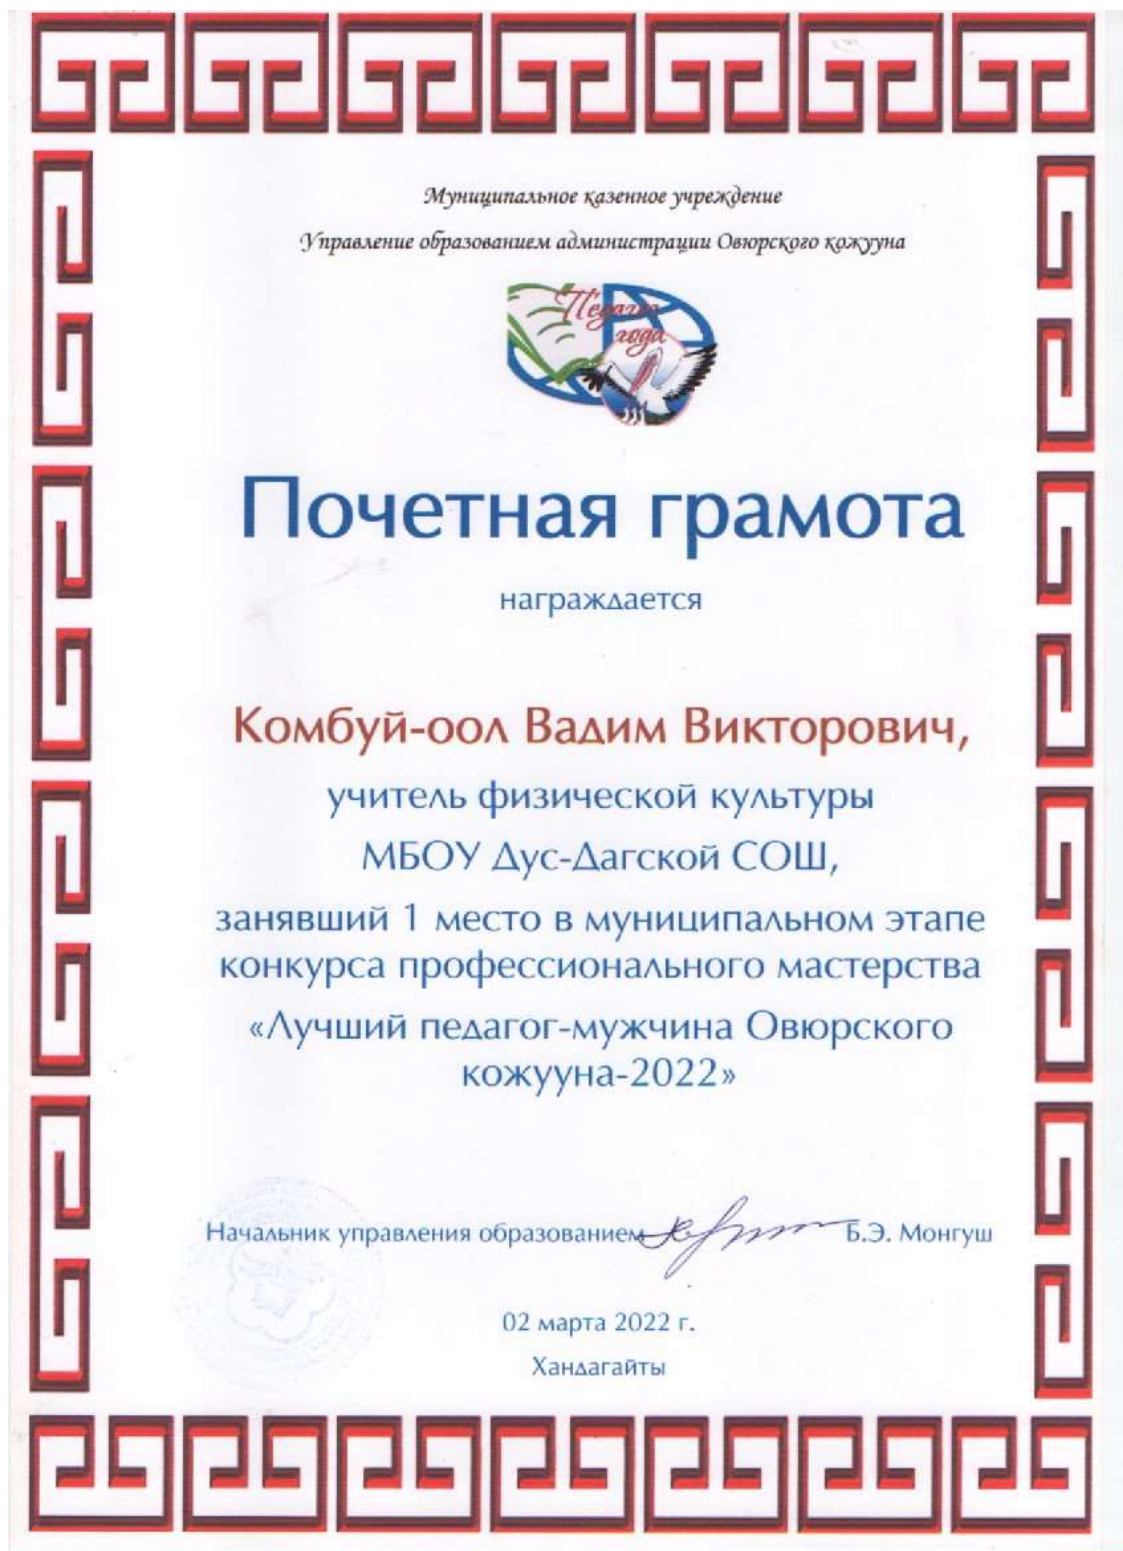 Муниципальное казенное учреждение
Управление образованием администрации Овюрского кожууна
Педагог
года
Почетная грамота
награждается
Комбуй-оол Вадим Викторович,
учитель физической культуры
МБОУ Дус-Дагской СОШ,
занявший 1 место в муниципальном этапе
конкурса профессионального мастерства
«Лучший педагог-мужчина Овюрского
кожууна-2022»
Начальник управления образованием Б.Э. Монгуш
02 марта 2022 г.
Хандагайты